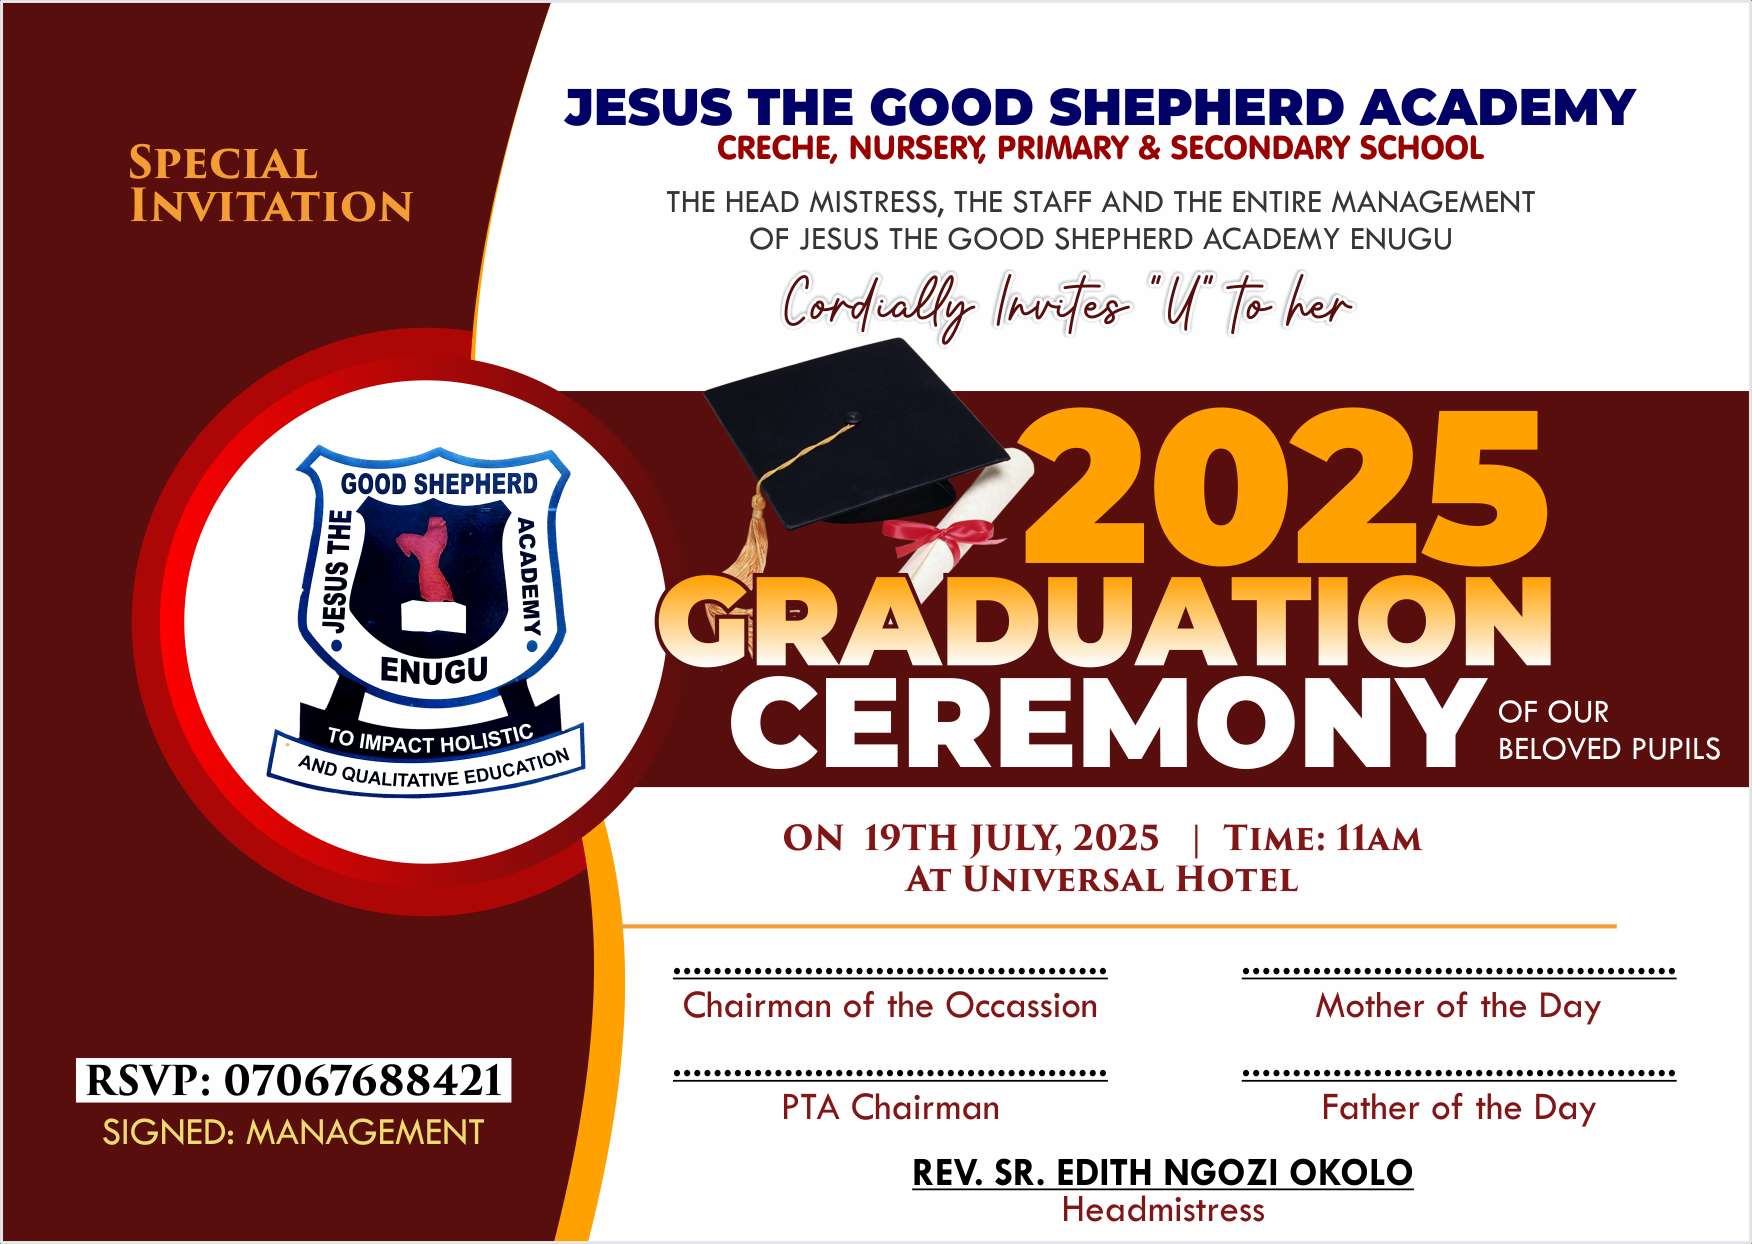 SPECIAL
INVITATION
JESUS THE GOOD SHEPHERD ACADEMY
CRECHE, NURSERY, PRIMARY & SECONDARY SCHOOL
THE HEAD MISTRESS, THE STAFF AND THE ENTIRE MANAGEMENT
OF JESUS THE GOOD SHEPHERD ACADEMY ENUGU
Cordially Invites "U" to her
2025
GRADUATION
CEREMONY
OF OUR
BELOVED PUPILS
GOOD SHEPHERD
JESUS THE
ACADEMY
ENUGU
TO IMPACT HOLISTIC
AND QUALITATIVE EDUCATION
ON 19TH JULY, 2025 | TIME: 11AM
AT UNIVERSAL HOTEL
Chairman of the Occassion
Mother of the Day
PTA Chairman
Father of the Day
REV. SR. EDITH NGOZI OKOLO
Headmistress
RSVP: 07067688421
SIGNED: MANAGEMENT